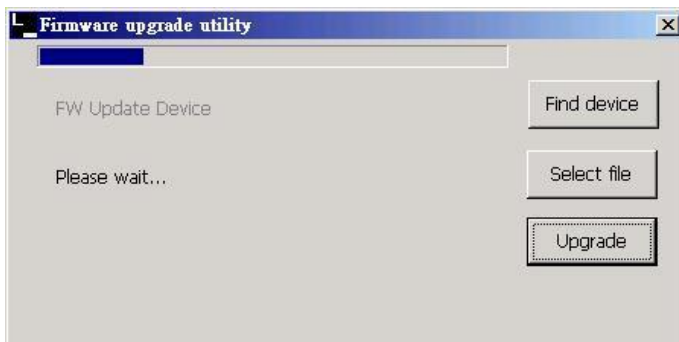 Firmware upgrade utility
FW Update Device
Find device
Please wait...
Select file
Upgrade